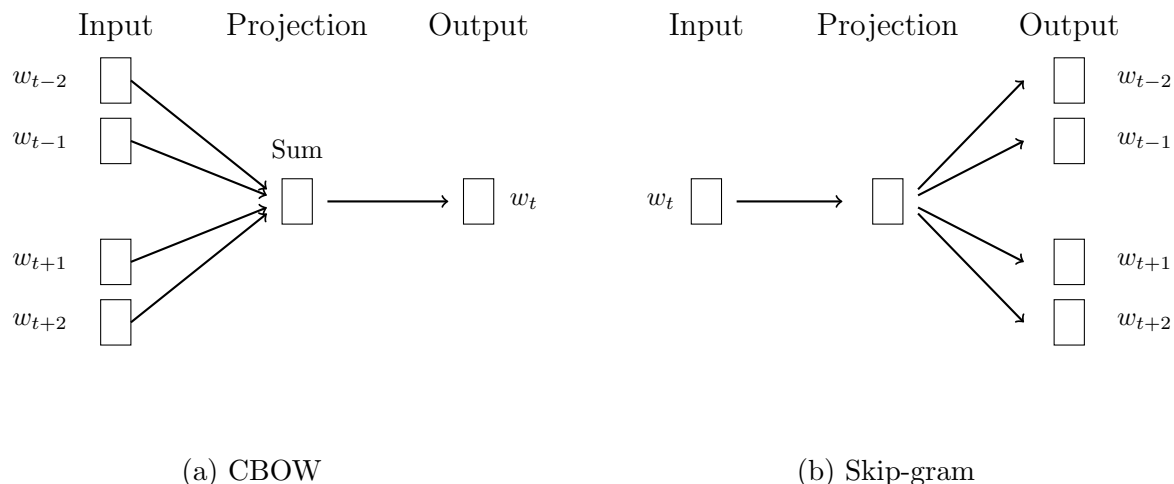 Input Projection Output
w_{t-2}
w_{t-1}
Sum
w_t
w_{t+1}
w_{t+2}
(a) CBOW
Input Projection Output
w_{t-2}
w_{t-1}
w_t
w_{t+1}
w_{t+2}
(b) Skip-gram